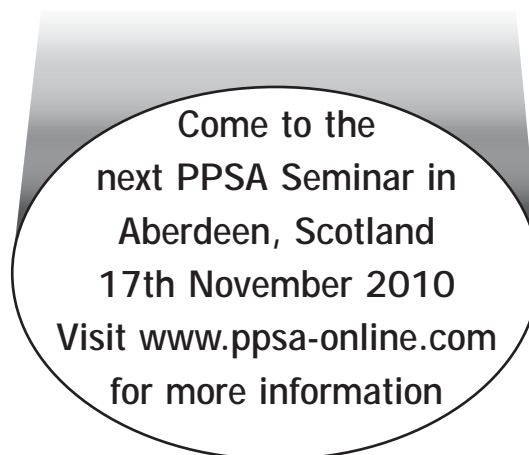 Come to the
next PPSA Seminar in
Aberdeen, Scotland
17th November 2010
Visit www.ppsa-online.com
for more information